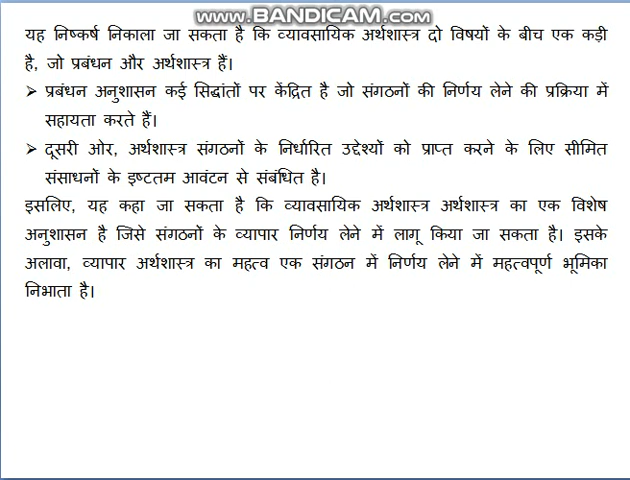 www.BANDICAM.com
यह निष्कर्ष निकाला जा सकता है कि व्यावसायिक अर्थशास्त्र दो विषयों के बीच एक कड़ी
है, जो प्रबंधन और अर्थशास्त्र हैं।
➢ प्रबंधन अनुशासन कई सिद्धांतों पर केंद्रित है जो संगठनों की निर्णय लेने की प्रक्रिया में
सहायता करते हैं।
➢ दूसरी ओर, अर्थशास्त्र संगठनों के निर्धारित उद्देश्यों को प्राप्त करने के लिए सीमित
संसाधनों के इष्टतम आवंटन से संबंधित है।
इसलिए, यह कहा जा सकता है कि व्यावसायिक अर्थशास्त्र अर्थशास्त्र का एक विशेष
अनुशासन है जिसे संगठनों के व्यापार निर्णय लेने में लागू किया जा सकता है। इसके
अलावा, व्यापार अर्थशास्त्र का महत्व एक संगठन में निर्णय लेने में महत्वपूर्ण भूमिका
निभाता है।